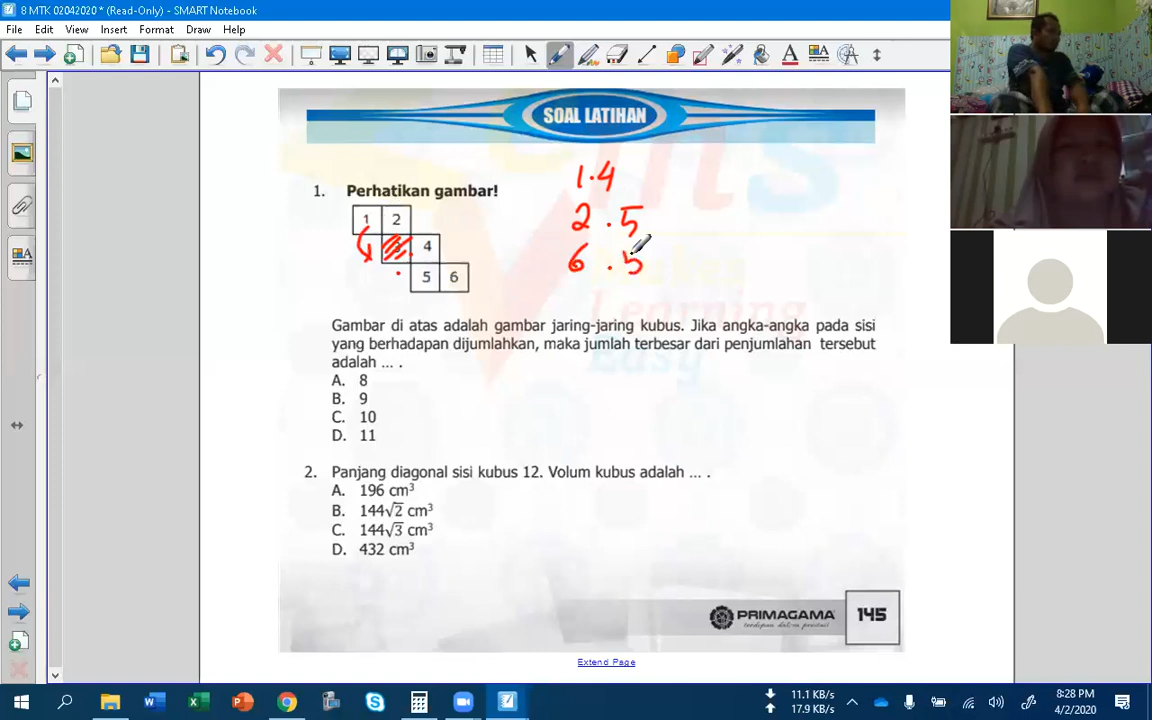 8 MTK 02042020 * (Read-Only) - SMART Notebook
File Edit View Insert Format Draw Help
SOAL LATIHAN
1. Perhatikan gambar!
1 2
4
5 6
1.4
2.5
6.5
Gambar di atas adalah gambar jaring-jaring kubus. Jika angka-angka pada sisi
yang berhadapan dijumlahkan, maka jumlah terbesar dari penjumlahan tersebut
adalah ... .
A. 8
B. 9
C. 10
D. 11
2. Panjang diagonal sisi kubus 12. Volum kubus adalah ... .
A. 196 cm³
B. 144√2 cm³
C. 144√3 cm³
D. 432 cm³
PRIMAGAMA
145
Extend Page
11.1 KB/s
17.9 KB/s
8:28 PM
4/2/2020